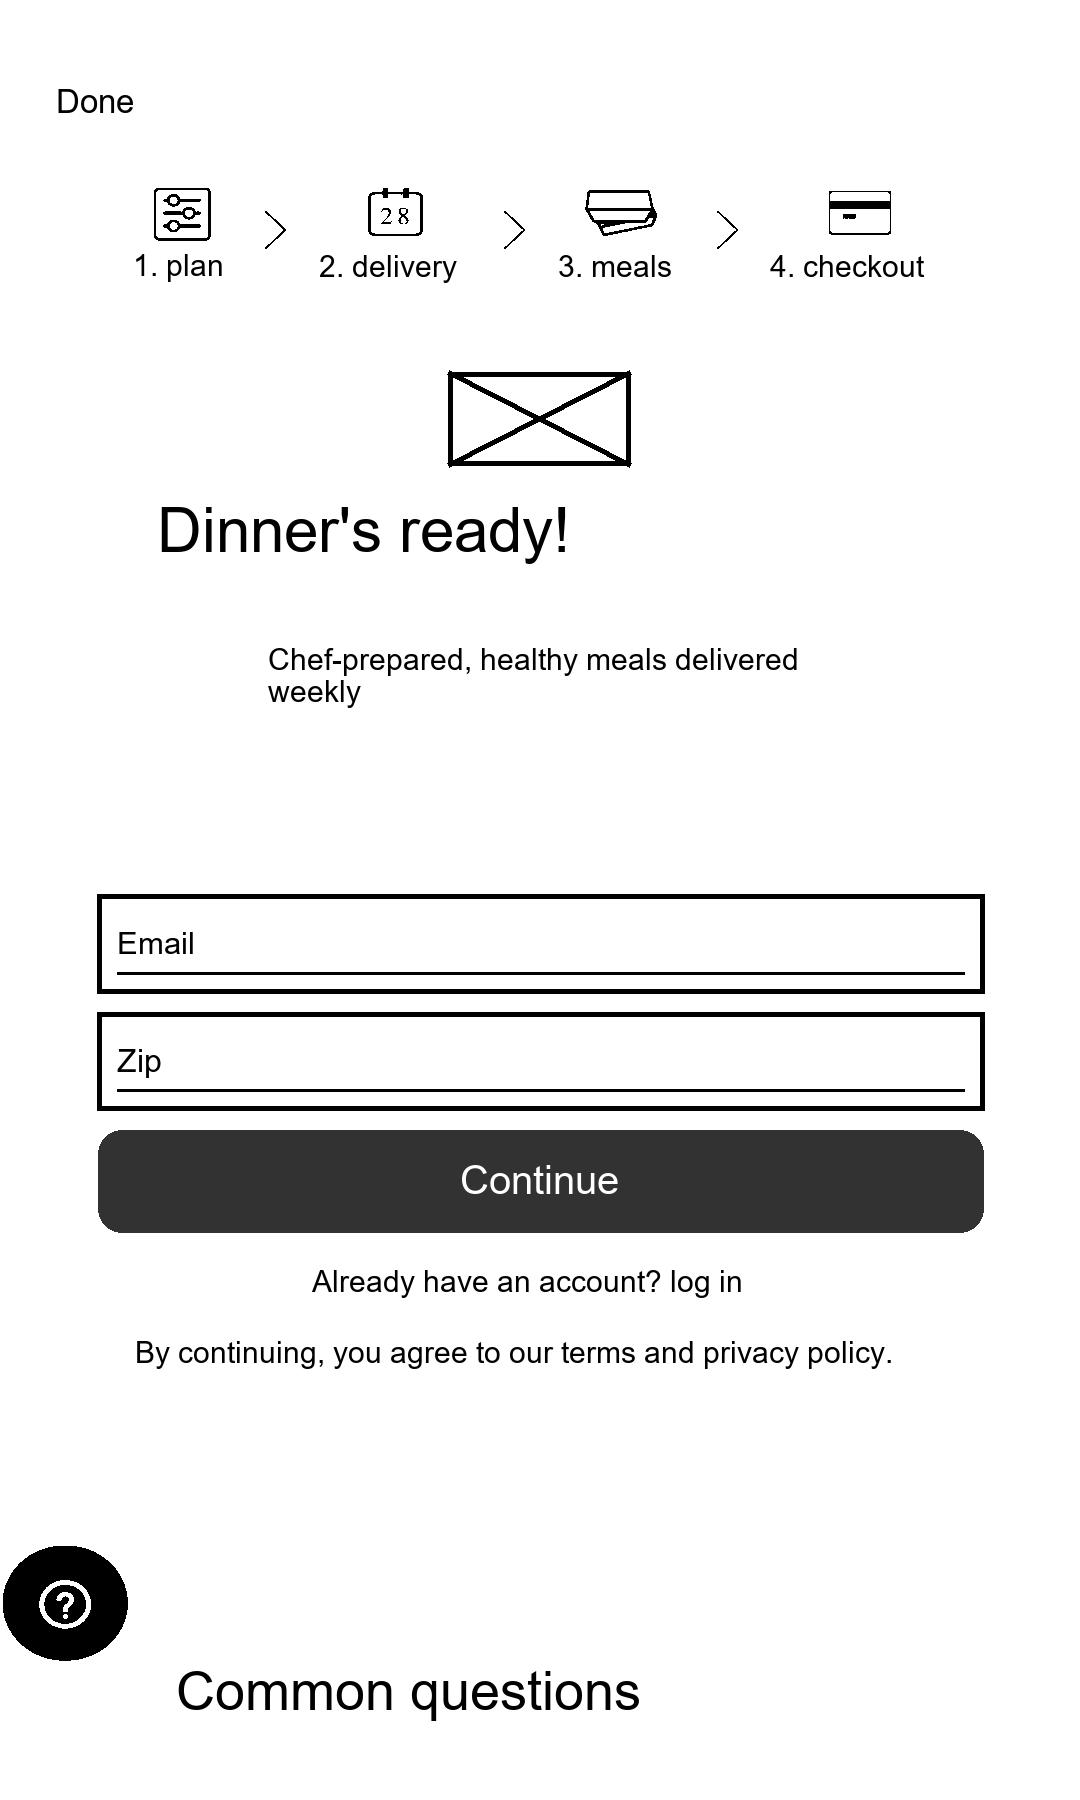 Done
28
1. plan
2. delivery
3. meals
4. checkout
Dinner's ready!
Chef-prepared, healthy meals delivered
weekly
Email
Zip
Continue
Already have an account? log in
By continuing, you agree to our terms and privacy policy.
?
Common questions